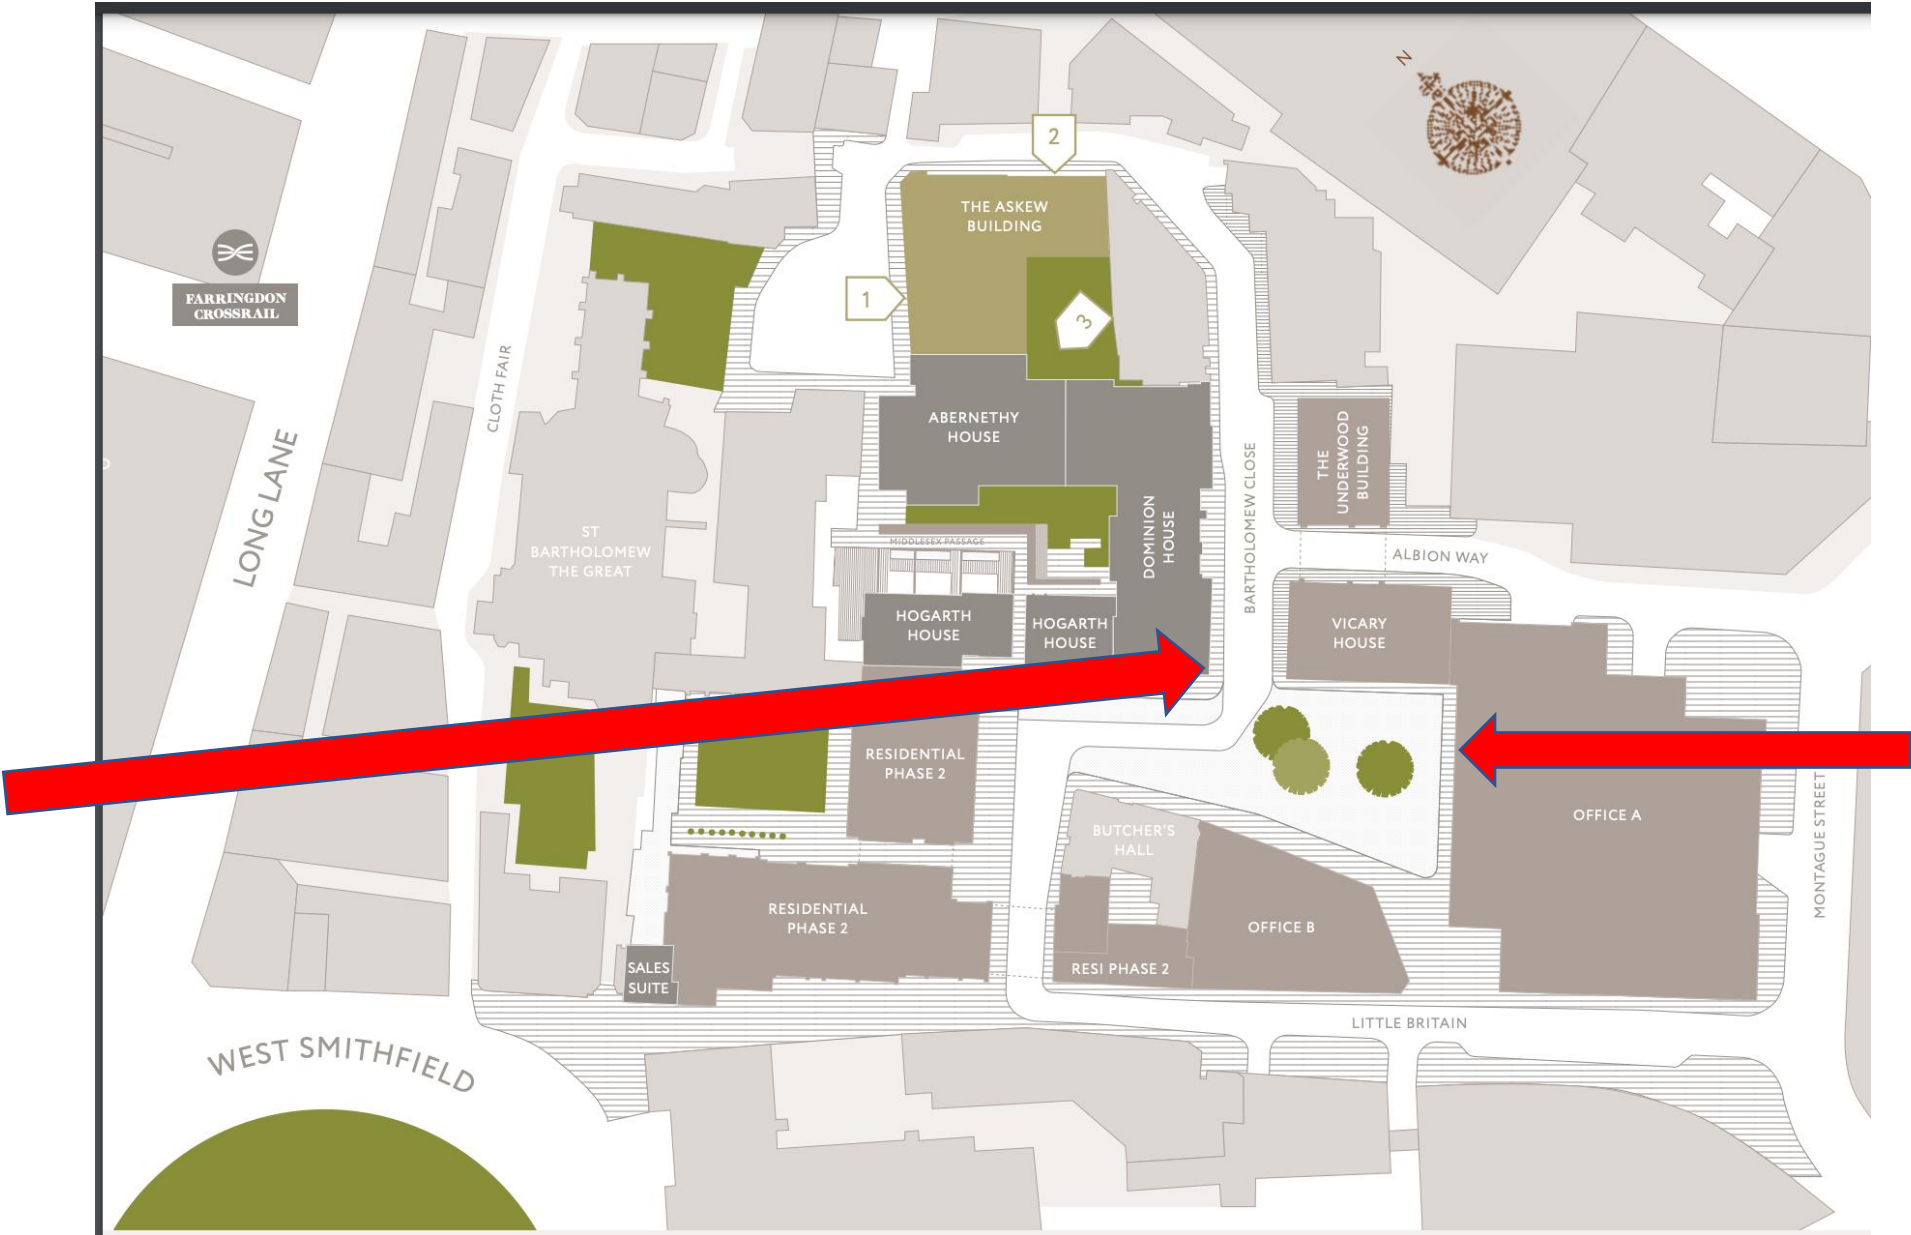 N
2
THE ASKEW
BUILDING
1
3
FARRINGDON
CROSSRAIL
CLOTH FAIR
LONG LANE
ABERNETHY
HOUSE
THE
UNDERWOOD
BUILDING
BARTHOLOMEW CLOSE
DOMINION
HOUSE
ST
BARTHOLOMEW
THE GREAT
MIDDLESEX PASSAGE
ALBION WAY
HOGARTH
HOUSE
HOGARTH
HOUSE
VICARY
HOUSE
RESIDENTIAL
PHASE 2
OFFICE A
MONTAGUE STREET
BUTCHER'S
HALL
RESIDENTIAL
PHASE 2
OFFICE B
SALES
SUITE
RESI PHASE 2
LITTLE BRITAIN
WEST SMITHFIELD